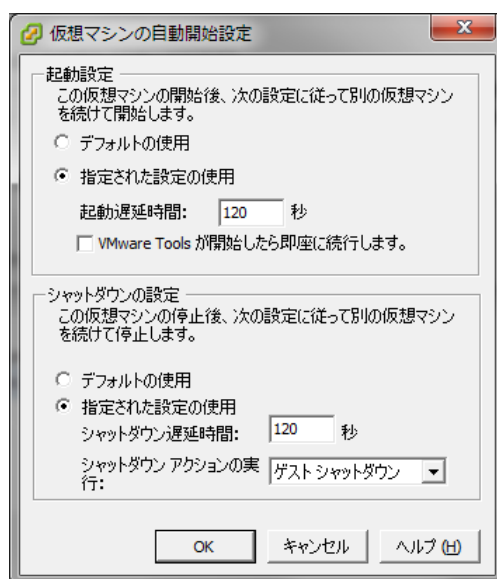 仮想マシンの自動開始設定
起動設定
この仮想マシンの開始後、次の設定に従って別の仮想マシン
を続けて開始します。
デフォルトの使用
指定された設定の使用
起動遅延時間: 120 秒
VMware Tools が開始したら即座に続行します。
シャットダウンの設定
この仮想マシンの停止後、次の設定に従って別の仮想マシン
を続けて停止します。
デフォルトの使用
指定された設定の使用
シャットダウン遅延時間: 120 秒
シャットダウン アクションの実
行: ゲスト シャットダウン
OK キャンセル ヘルプ (H)